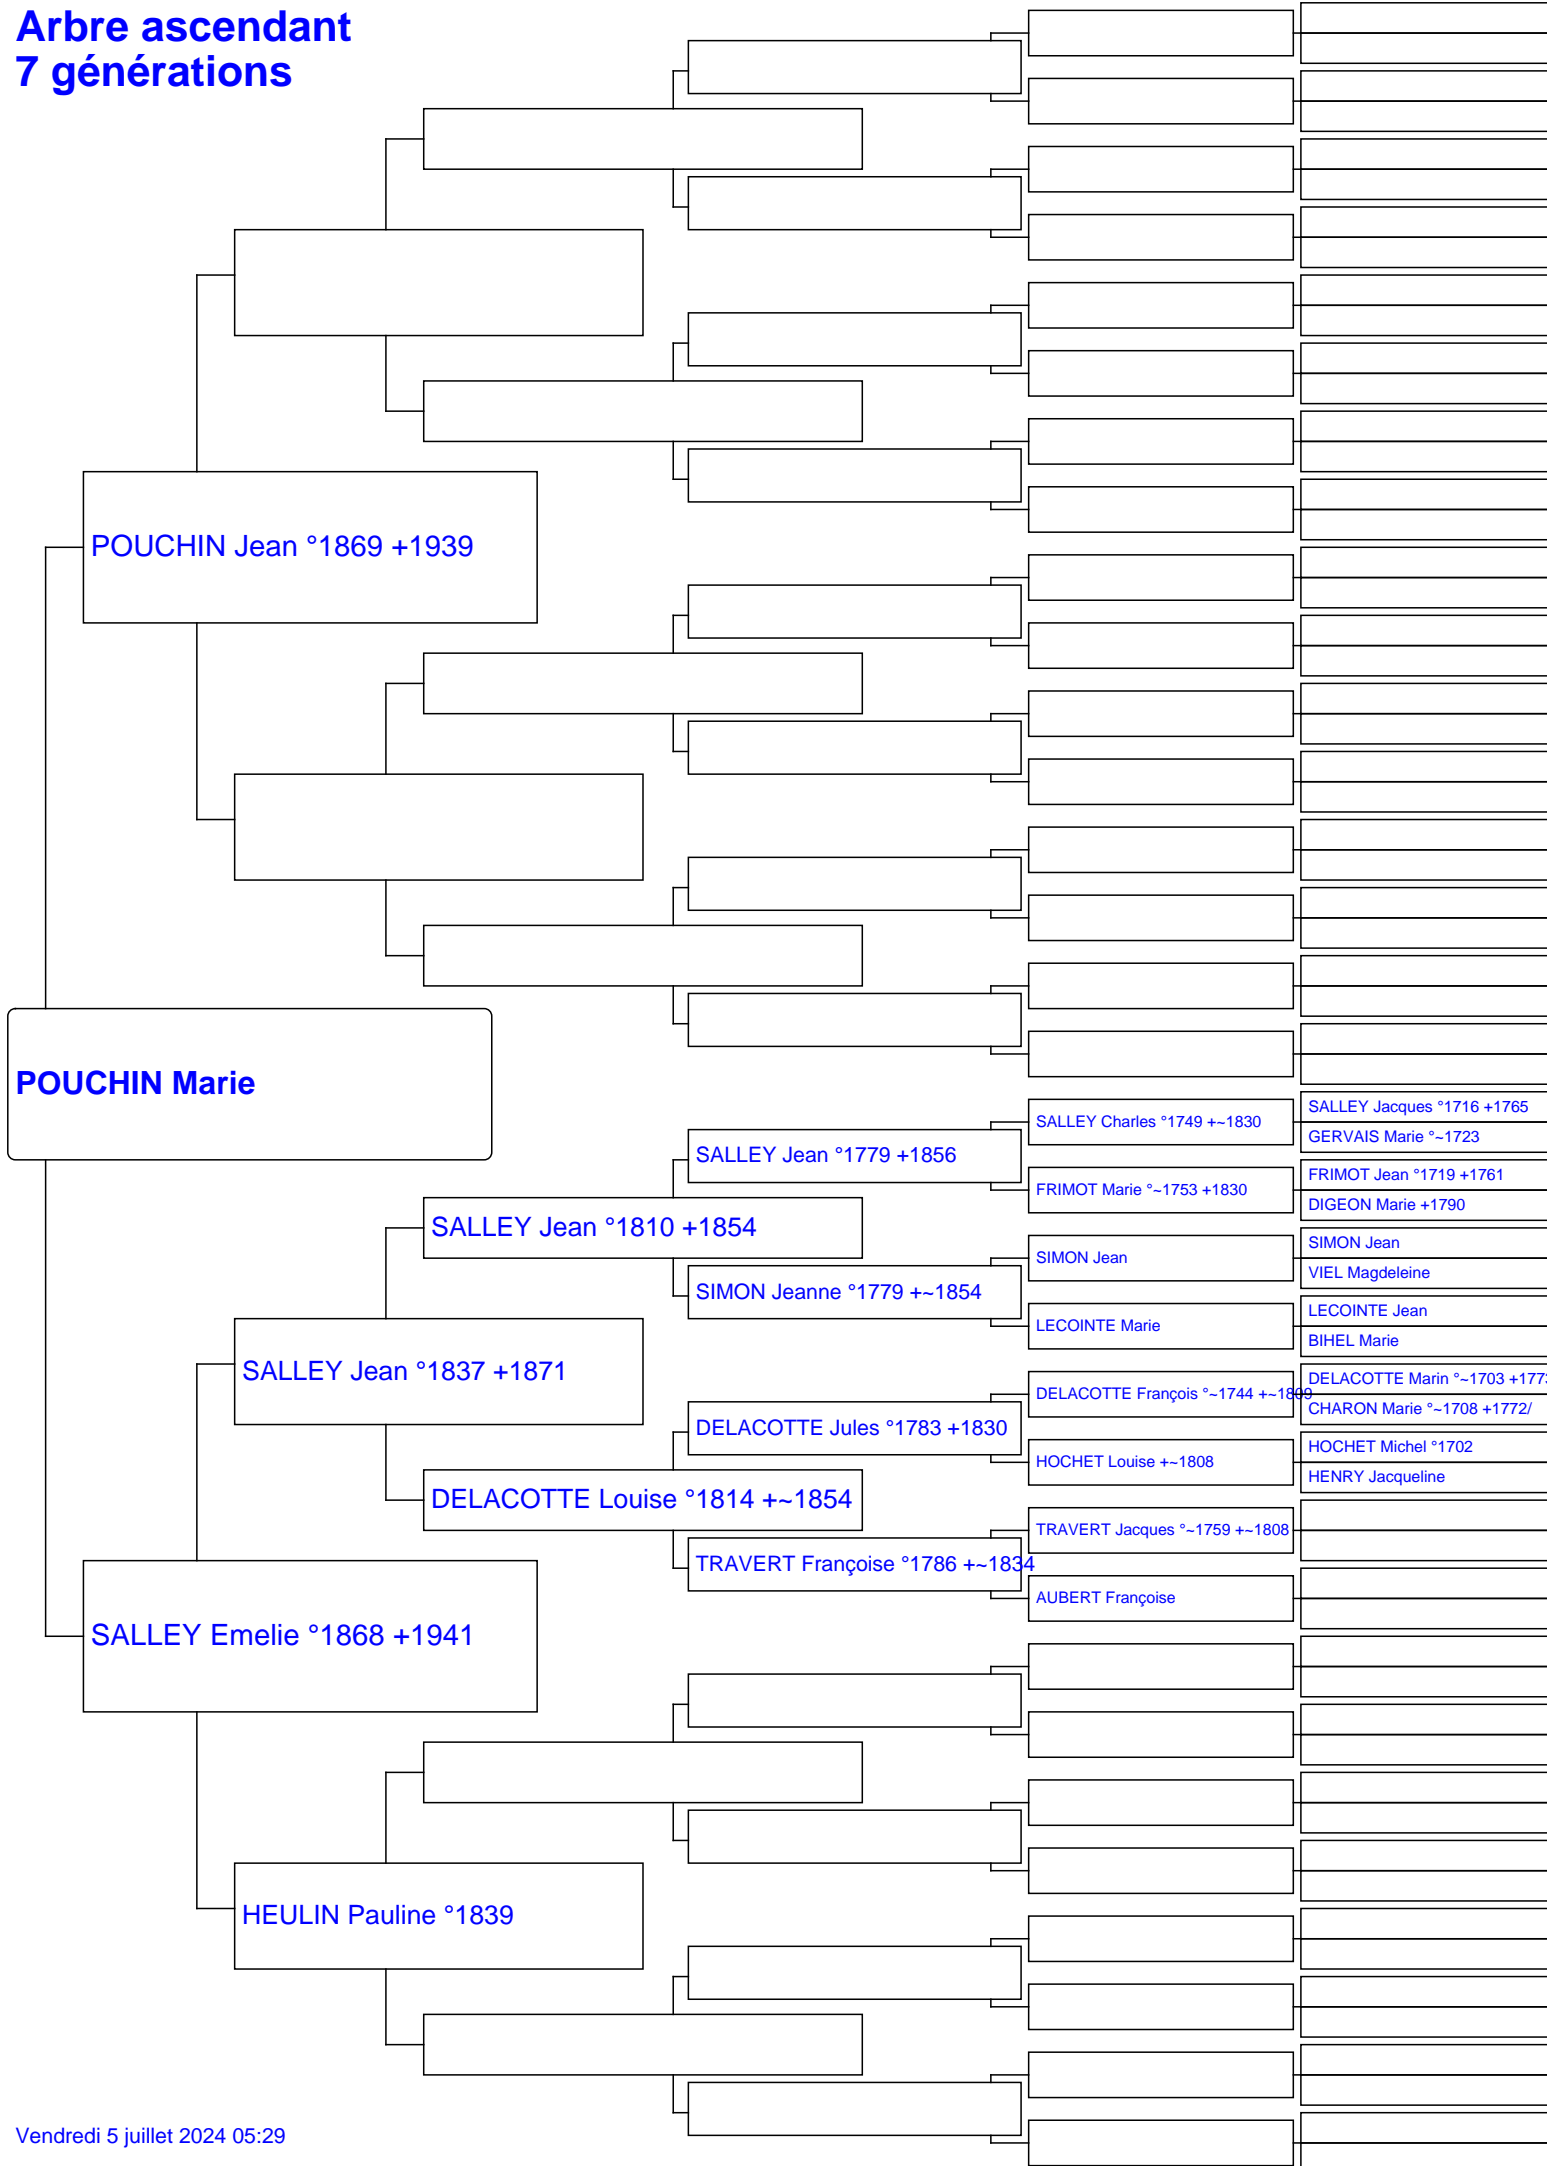 Arbre ascendant
7 générations
POUCHIN Jean °1869 +1939
POUCHIN Marie
SALLEY Charles °1749 +~1830
SALLEY Jacques °1716 +1765
GERVAIS Marie °~1723
SALLEY Jean °1779 +1856
FRIMOT Marie °~1753 +1830
FRIMOT Jean °1719 +1761
DIGEON Marie +1790
SALLEY Jean °1810 +1854
SIMON Jean
SIMON Jean
VIEL Magdeleine
SIMON Jeanne °1779 +~1854
LECOINTE Marie
LECOINTE Jean
BIHEL Marie
SALLEY Jean °1837 +1871
DELACOTTE François °~1744 +~1809
DELACOTTE Marin °~1703 +1773
CHARON Marie °~1708 +1772/
DELACOTTE Jules °1783 +1830
HOCHET Louise +~1808
HOCHET Michel °1702
HENRY Jacqueline
DELACOTTE Louise °1814 +~1854
TRAVERT Jacques °~1759 +~1808
TRAVERT Françoise °1786 +~1834
AUBERT Françoise
SALLEY Emelie °1868 +1941
HEULIN Pauline °1839
Vendredi 5 juillet 2024 05:29